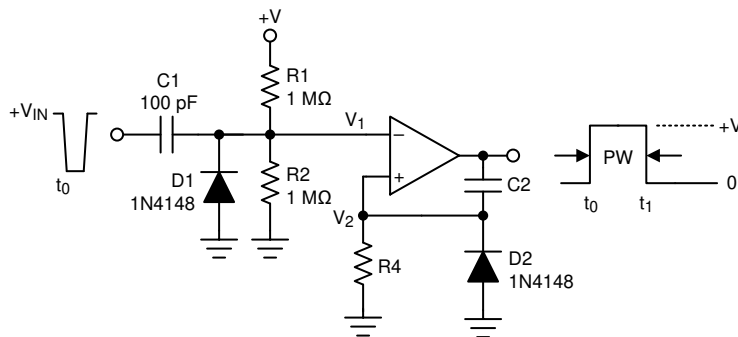 +V
C1
100 pF
R1
1 MΩ
+VIN
t0
V1
D1
1N4148
R2
1 MΩ
−
+
C2
V2
R4
D2
1N4148
+V
PW
0
t0
t1